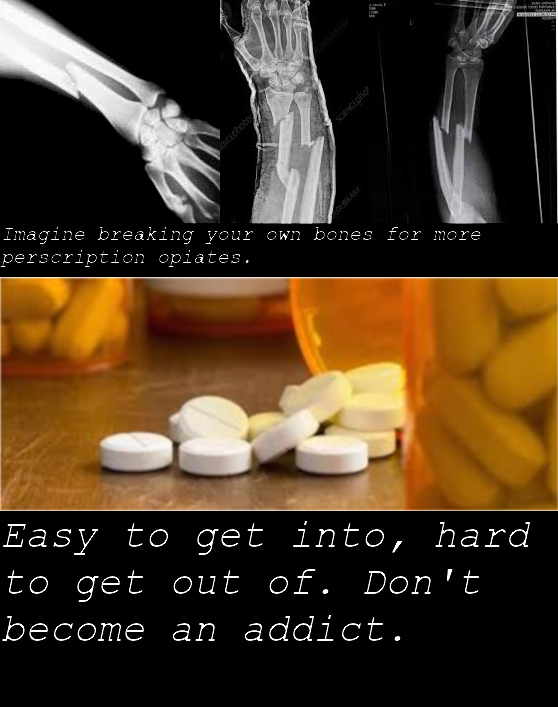 Imagine breaking your own bones for more
perscription opiates.
Easy to get into, hard
to get out of. Don't
become an addict.